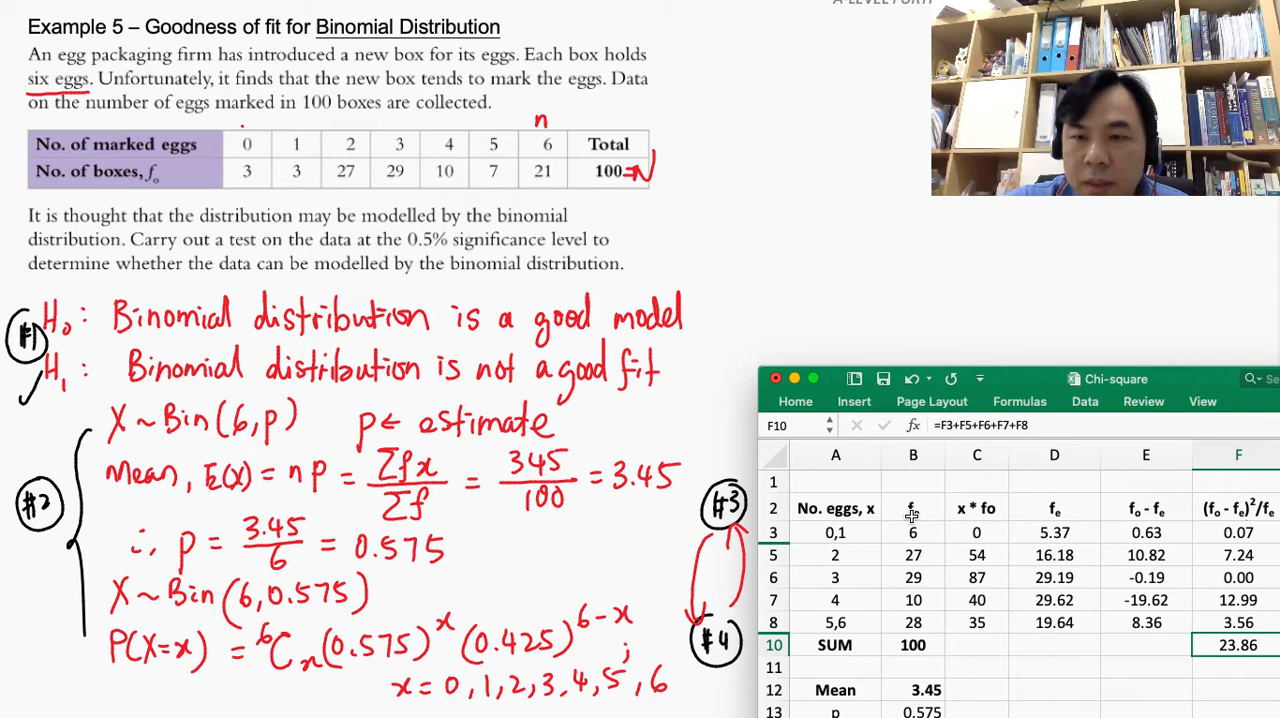 Example 5 – Goodness of fit for Binomial Distribution
An egg packaging firm has introduced a new box for its eggs. Each box holds
six eggs. Unfortunately, it finds that the new box tends to mark the eggs. Data
on the number of eggs marked in 100 boxes are collected.
n
No. of marked eggs 0 1 2 3 4 5 6 Total
No. of boxes, fₒ 3 3 27 29 10 7 21 100 = N
It is thought that the distribution may be modelled by the binomial
distribution. Carry out a test on the data at the 0.5% significance level to
determine whether the data can be modelled by the binomial distribution.
#1
H₀ : Binomial distribution is a good model
H₁ : Binomial distribution is not a good fit
X ~ Bin(6, p) p ← estimate
#2
Mean, E(X) = np = Σfx/Σf = 345/100 = 3.45
∴ p = 3.45/6 = 0.575
X ~ Bin(6, 0.575)
P(X=x) = ⁶Cₓ (0.575)ˣ (0.425)⁶⁻ˣ ;
x = 0, 1, 2, 3, 4, 5, 6
#3
#4
Chi-square
Home Insert Page Layout Formulas Data Review View
F10 fx =F3+F5+F6+F7+F8
A B C D E F
1
2 No. eggs, x f x * fo fₑ fₒ - fₑ (fₒ - fₑ)²/fₑ
3 0,1 6 0 5.37 0.63 0.07
5 2 27 54 16.18 10.82 7.24
6 3 29 87 29.19 -0.19 0.00
7 4 10 40 29.62 -19.62 12.99
8 5,6 28 35 19.64 8.36 3.56
10 SUM 100 23.86
11
12 Mean 3.45
13 p 0.575